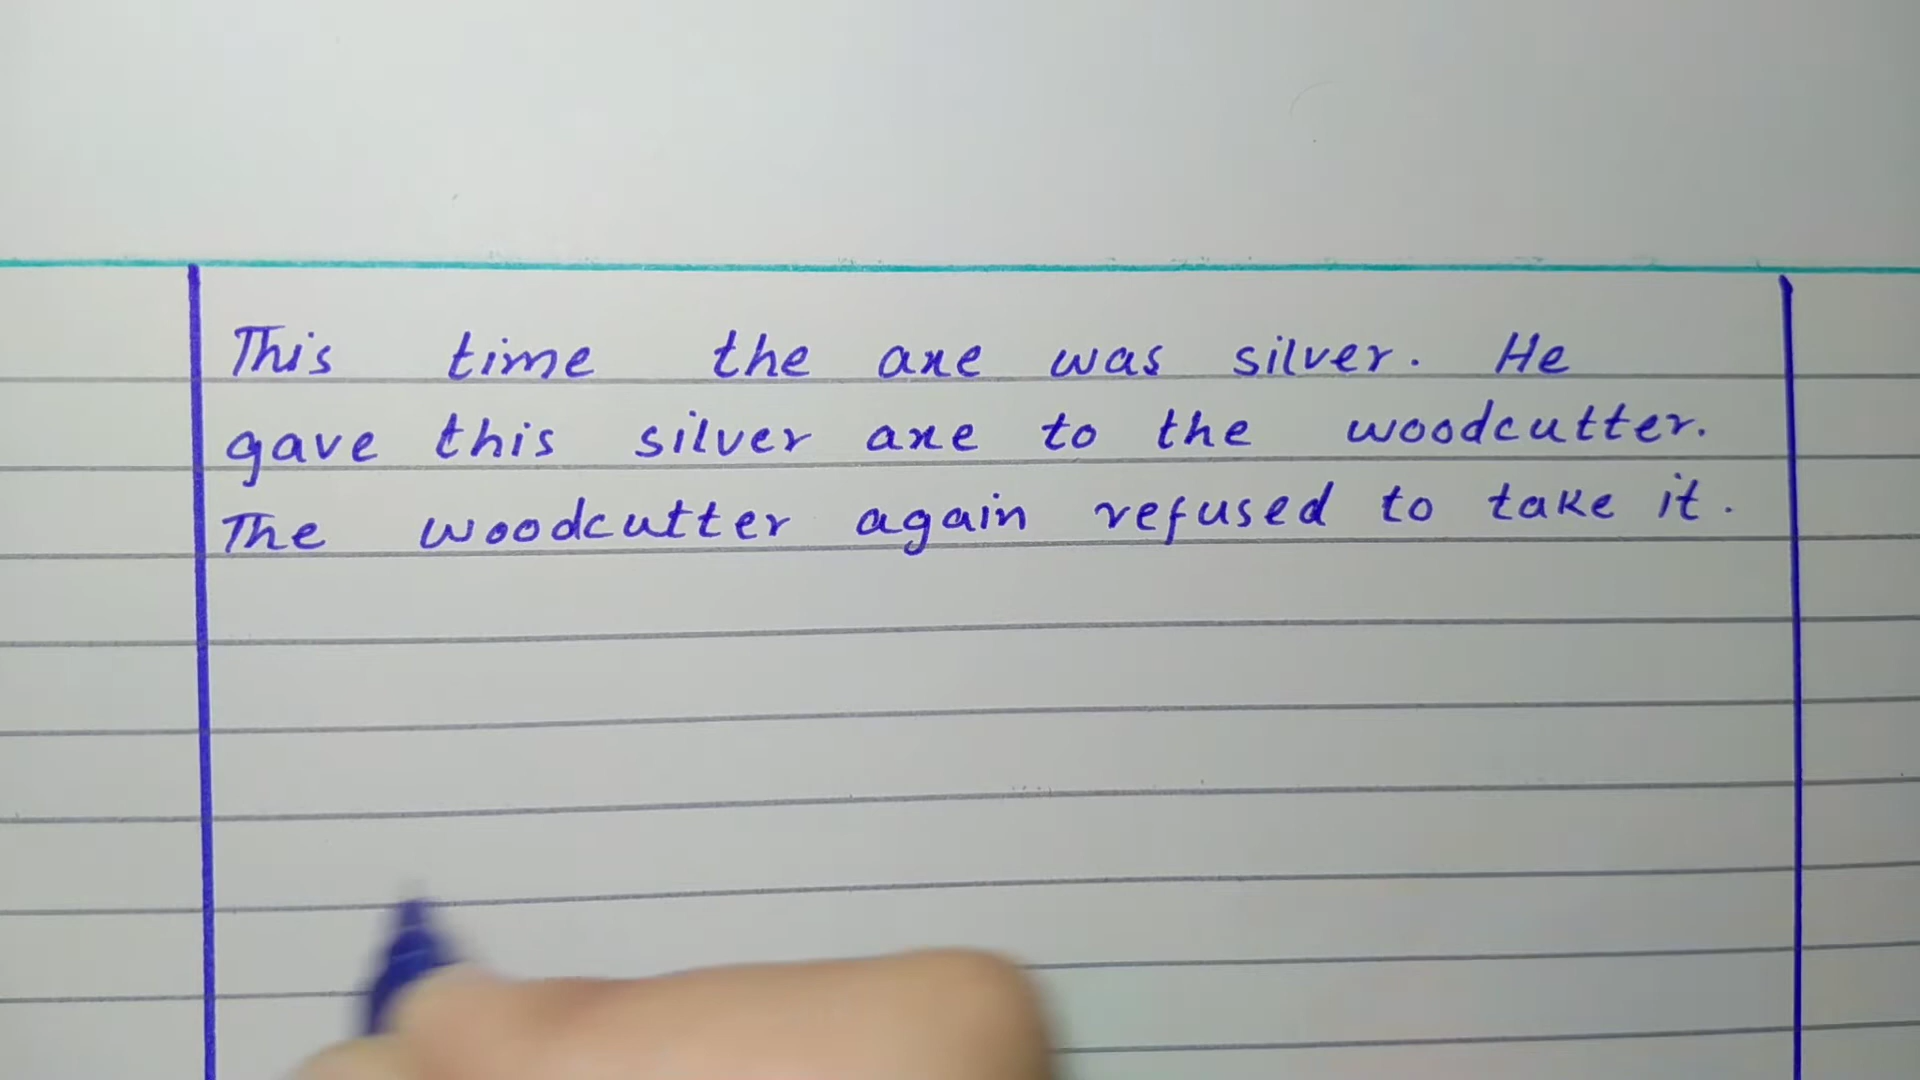 This time the axe was silver. He
gave this silver axe to the woodcutter.
The woodcutter again refused to take it.